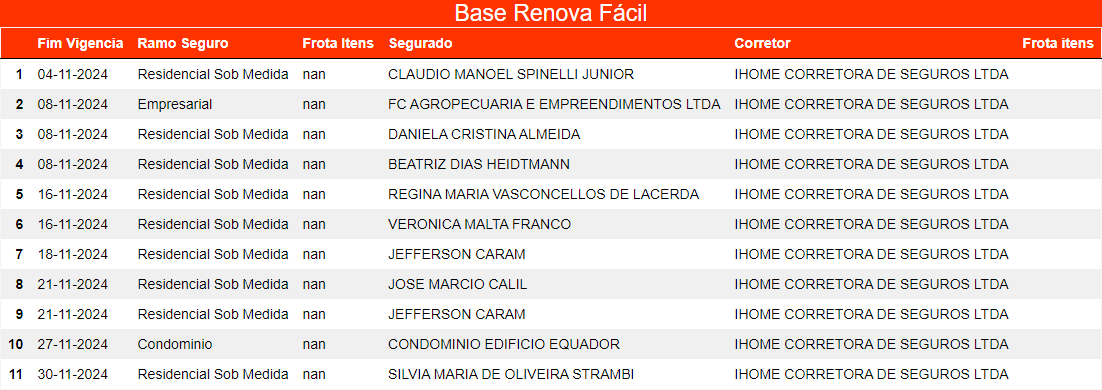 Base Renova Fácil
Fim Vigencia Ramo Seguro Frota Itens Segurado Corretor Frota itens
1 04-11-2024 Residencial Sob Medida nan CLAUDIO MANOEL SPINELLI JUNIOR IHOME CORRETORA DE SEGUROS LTDA
2 08-11-2024 Empresarial nan FC AGROPECUARIA E EMPREENDIMENTOS LTDA IHOME CORRETORA DE SEGUROS LTDA
3 08-11-2024 Residencial Sob Medida nan DANIELA CRISTINA ALMEIDA IHOME CORRETORA DE SEGUROS LTDA
4 08-11-2024 Residencial Sob Medida nan BEATRIZ DIAS HEIDTMANN IHOME CORRETORA DE SEGUROS LTDA
5 16-11-2024 Residencial Sob Medida nan REGINA MARIA VASCONCELLOS DE LACERDA IHOME CORRETORA DE SEGUROS LTDA
6 16-11-2024 Residencial Sob Medida nan VERONICA MALTA FRANCO IHOME CORRETORA DE SEGUROS LTDA
7 18-11-2024 Residencial Sob Medida nan JEFFERSON CARAM IHOME CORRETORA DE SEGUROS LTDA
8 21-11-2024 Residencial Sob Medida nan JOSE MARCIO CALIL IHOME CORRETORA DE SEGUROS LTDA
9 21-11-2024 Residencial Sob Medida nan JEFFERSON CARAM IHOME CORRETORA DE SEGUROS LTDA
10 27-11-2024 Condominio nan CONDOMINIO EDIFICIO EQUADOR IHOME CORRETORA DE SEGUROS LTDA
11 30-11-2024 Residencial Sob Medida nan SILVIA MARIA DE OLIVEIRA STRAMBI IHOME CORRETORA DE SEGUROS LTDA